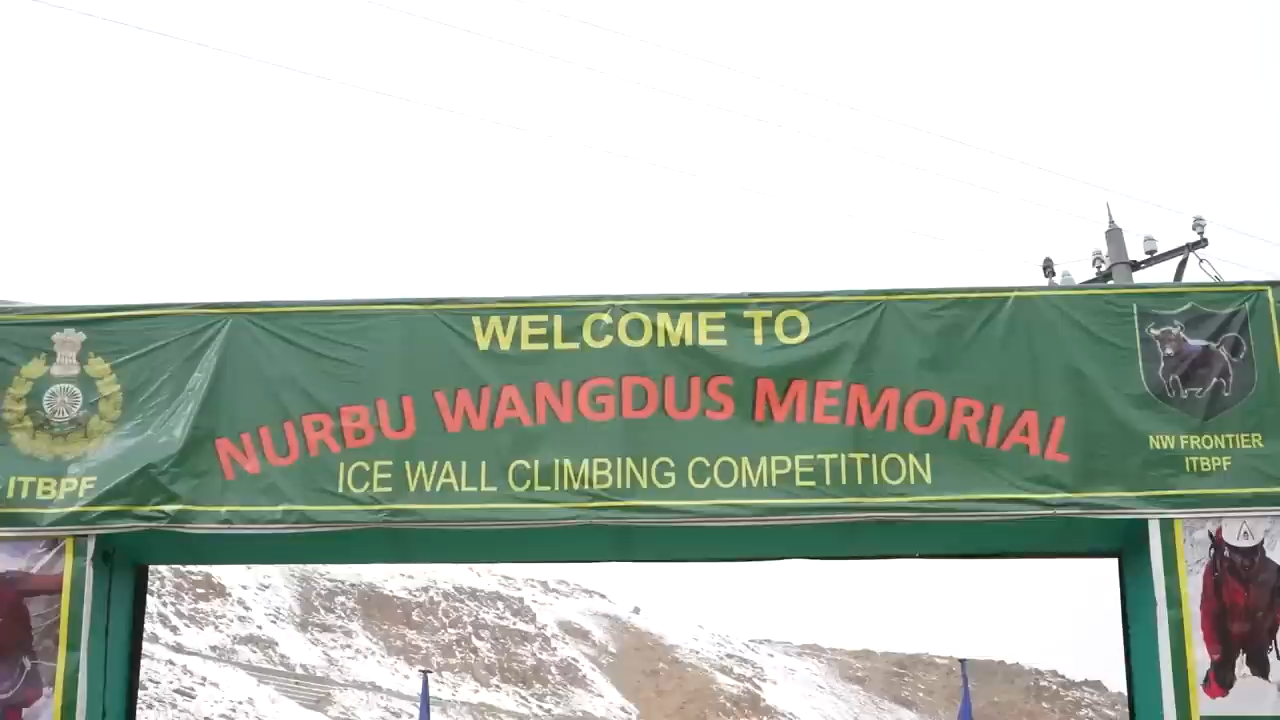 WELCOME TO
NURBU WANGDUS MEMORIAL
ICE WALL CLIMBING COMPETITION
ITBPF
NW FRONTIER
ITBPF